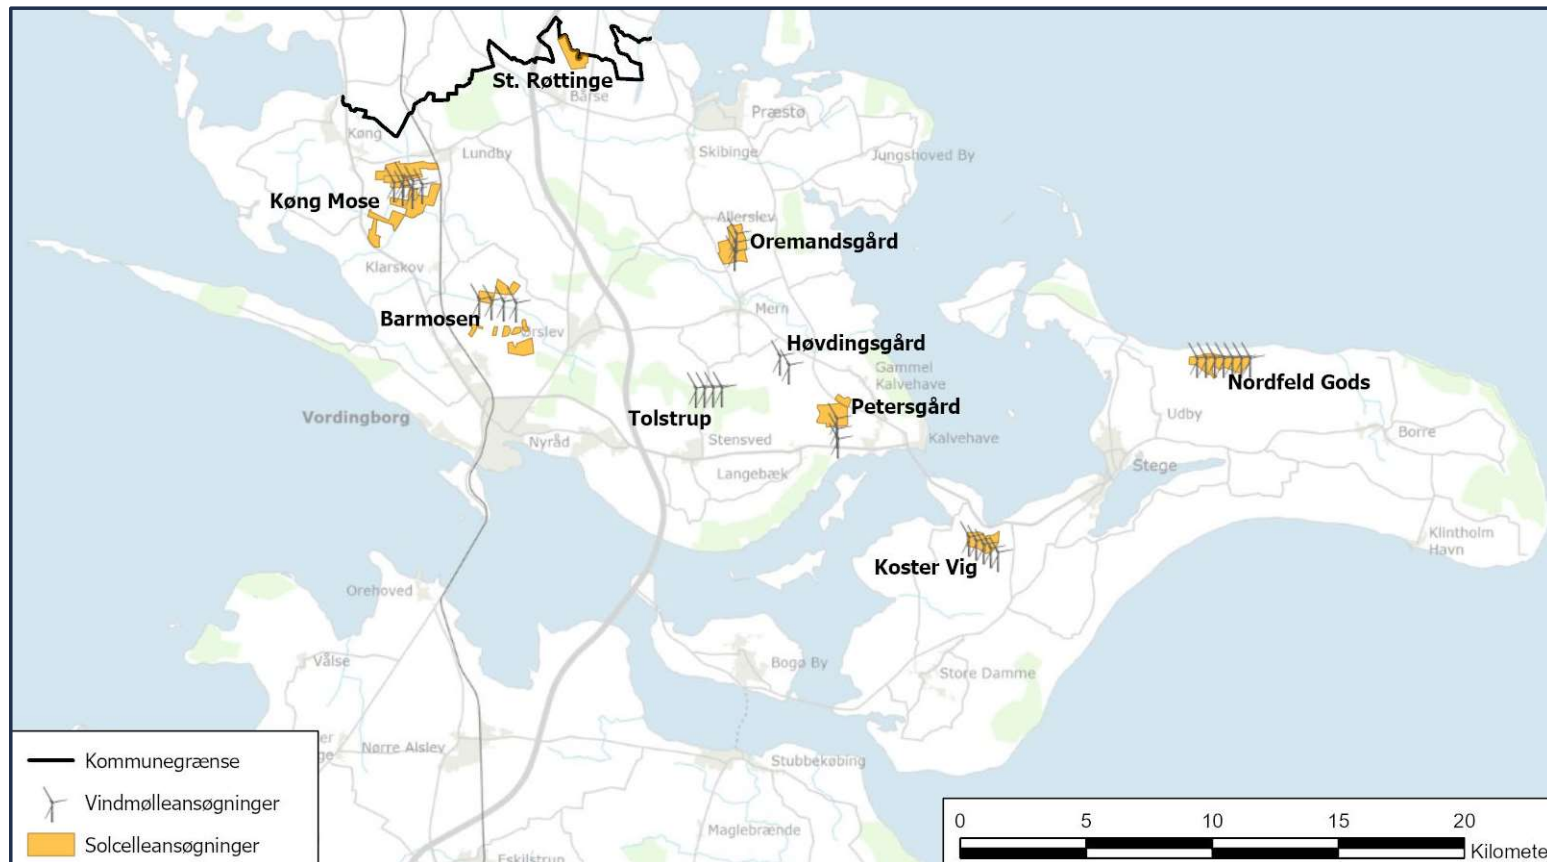 St. Røttinge
Bårse
Præstø
Køng
Lundby
Skibinge
Jungshoved By
Køng Mose
Allerslev
Oremandsgård
Klarskov
Barmosen
Ørslev
Mern
Høvdingsgård
Gammel
Kalvehave
Nordfeld Gods
Vordingborg
Tolstrup
Petersgård
Udby
Nyråd
Stensved
Kalvehave
Borre
Langebæk
Stege
Klintholm
Havn
Koster Vig
Orehoved
Vålse
Bogø By
Store Damme
Nørre Alslev
Stubbekøbing
Maglebrænde
Eskilstrup
Kommunegrænse
Vindmølleansøgninger
Solcelleansøgninger
0 5 10 15 20
Kilomete